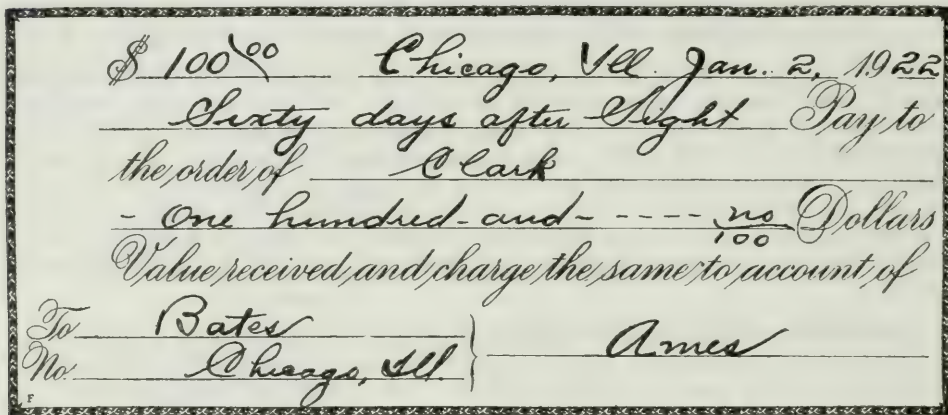 $ 100 00 Chicago, Ill. Jan. 2, 1922
Sixty days after Sight Pay to
the order of Clark
- One hundred - and - - - - - no/100 Dollars
Value received and charge the same to account of
To Bates
No. Chicago, Ill. Ames
F